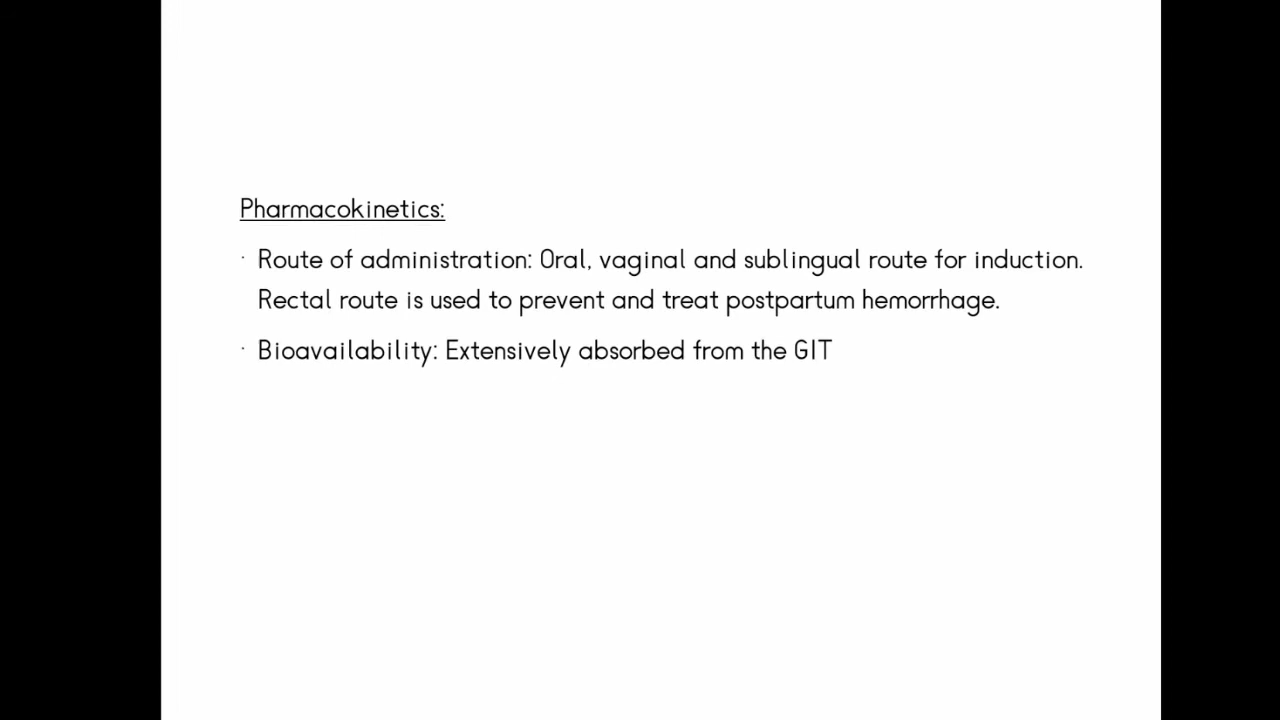 Pharmacokinetics:
· Route of administration: Oral, vaginal and sublingual route for induction.
Rectal route is used to prevent and treat postpartum hemorrhage.
· Bioavailability: Extensively absorbed from the GIT